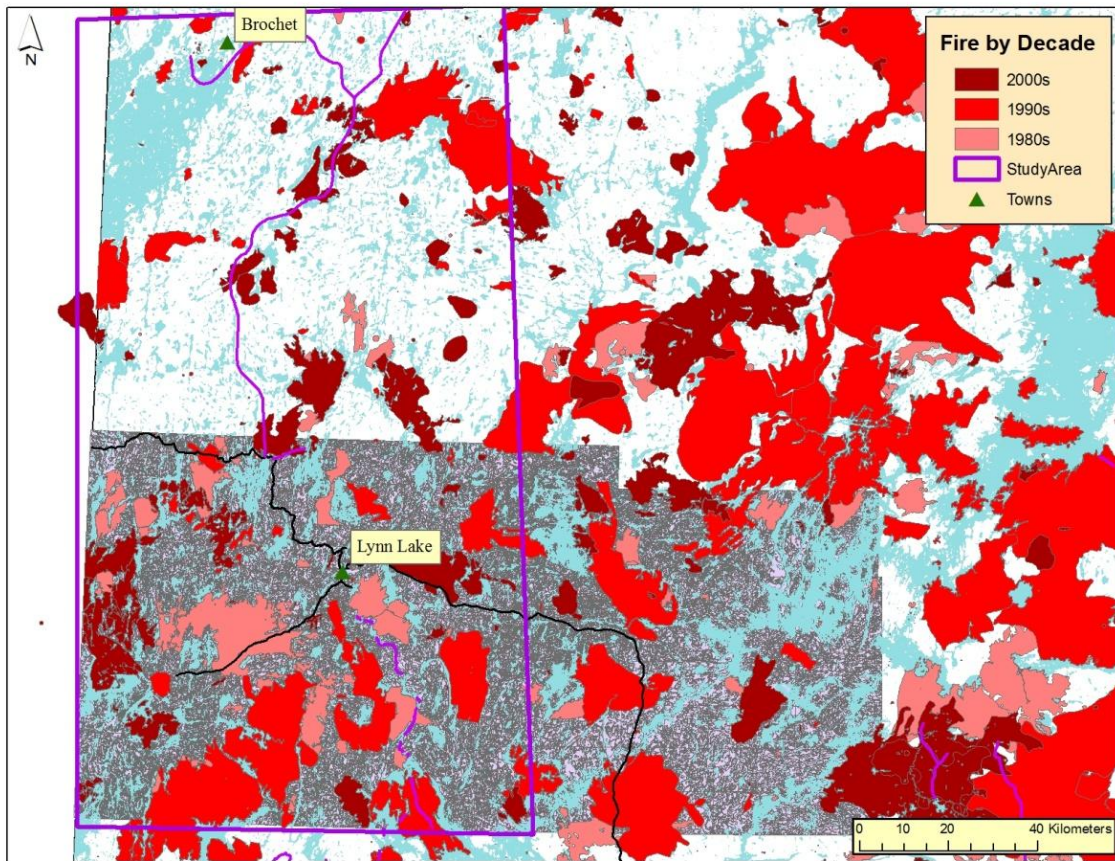 Brochet
N
Fire by Decade
2000s
1990s
1980s
StudyArea
Towns
Lynn Lake
0 10 20 40 Kilometers